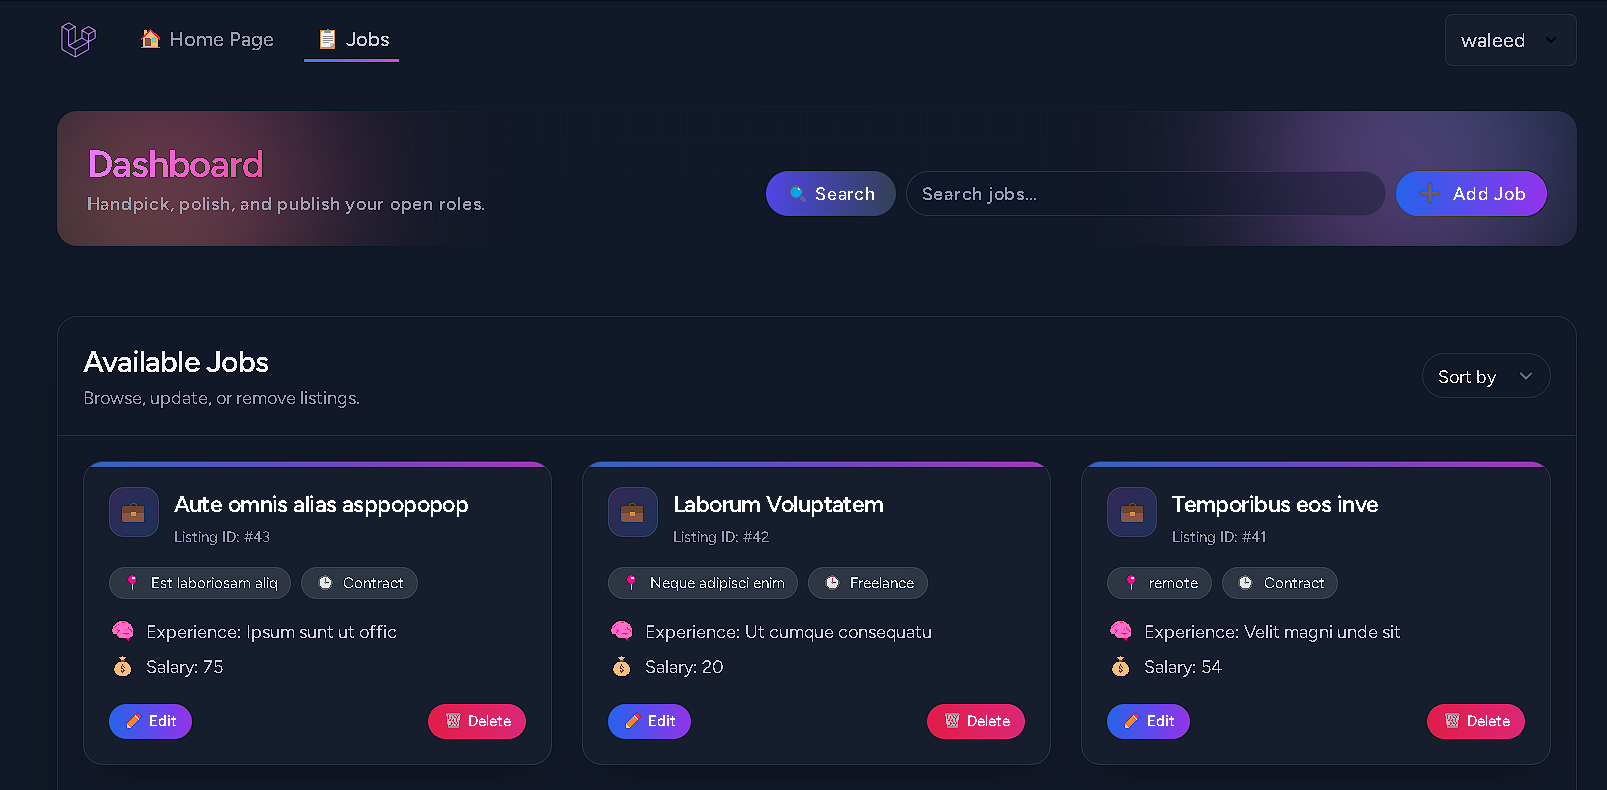 Home Page
Jobs
waleed
Dashboard
Handpick, polish, and publish your open roles.
Search
Search jobs...
Add Job
Available Jobs
Browse, update, or remove listings.
Sort by
Aute omnis alias asppopopop
Listing ID: #43
Est laboriosam aliq
Contract
Experience: Ipsum sunt ut offic
Salary: 75
Edit
Delete
Laborum Voluptatem
Listing ID: #42
Neque adipisci enim
Freelance
Experience: Ut cumque consequatu
Salary: 20
Edit
Delete
Temporibus eos inve
Listing ID: #41
remote
Contract
Experience: Velit magni unde sit
Salary: 54
Edit
Delete